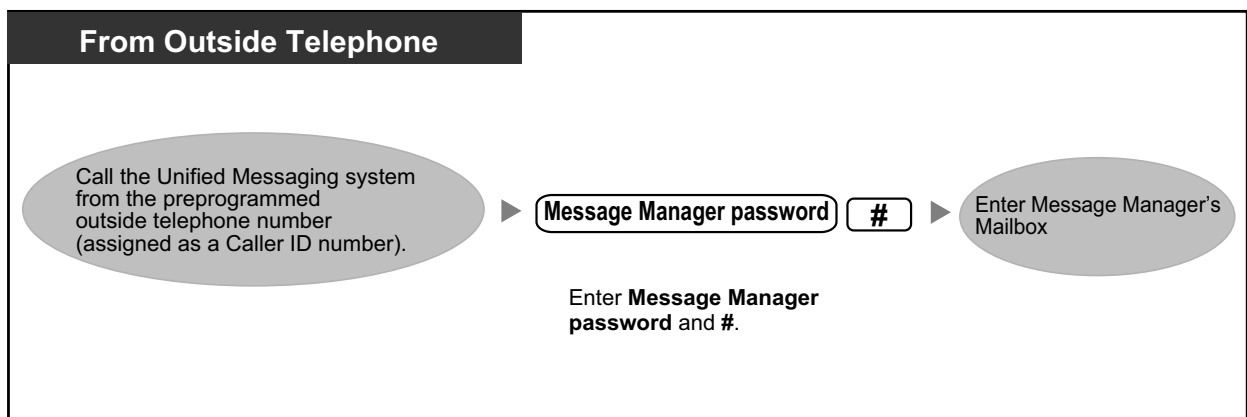 From Outside Telephone
Call the Unified Messaging system
from the preprogrammed
outside telephone number
(assigned as a Caller ID number).
Message Manager password #
Enter Message Manager
password and #.
Enter Message Manager’s
Mailbox